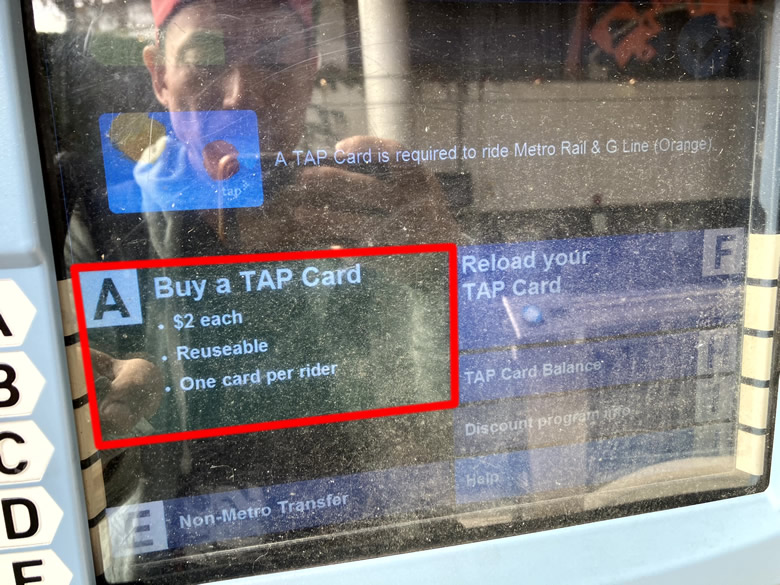 tap
A TAP Card is required to ride Metro Rail & G Line (Orange).
A
Buy a TAP Card
• $2 each
• Reuseable
• One card per rider
Reload your
TAP Card
F
TAP Card Balance
Discount program info
Help
E
Non-Metro Transfer
A
B
C
D
E